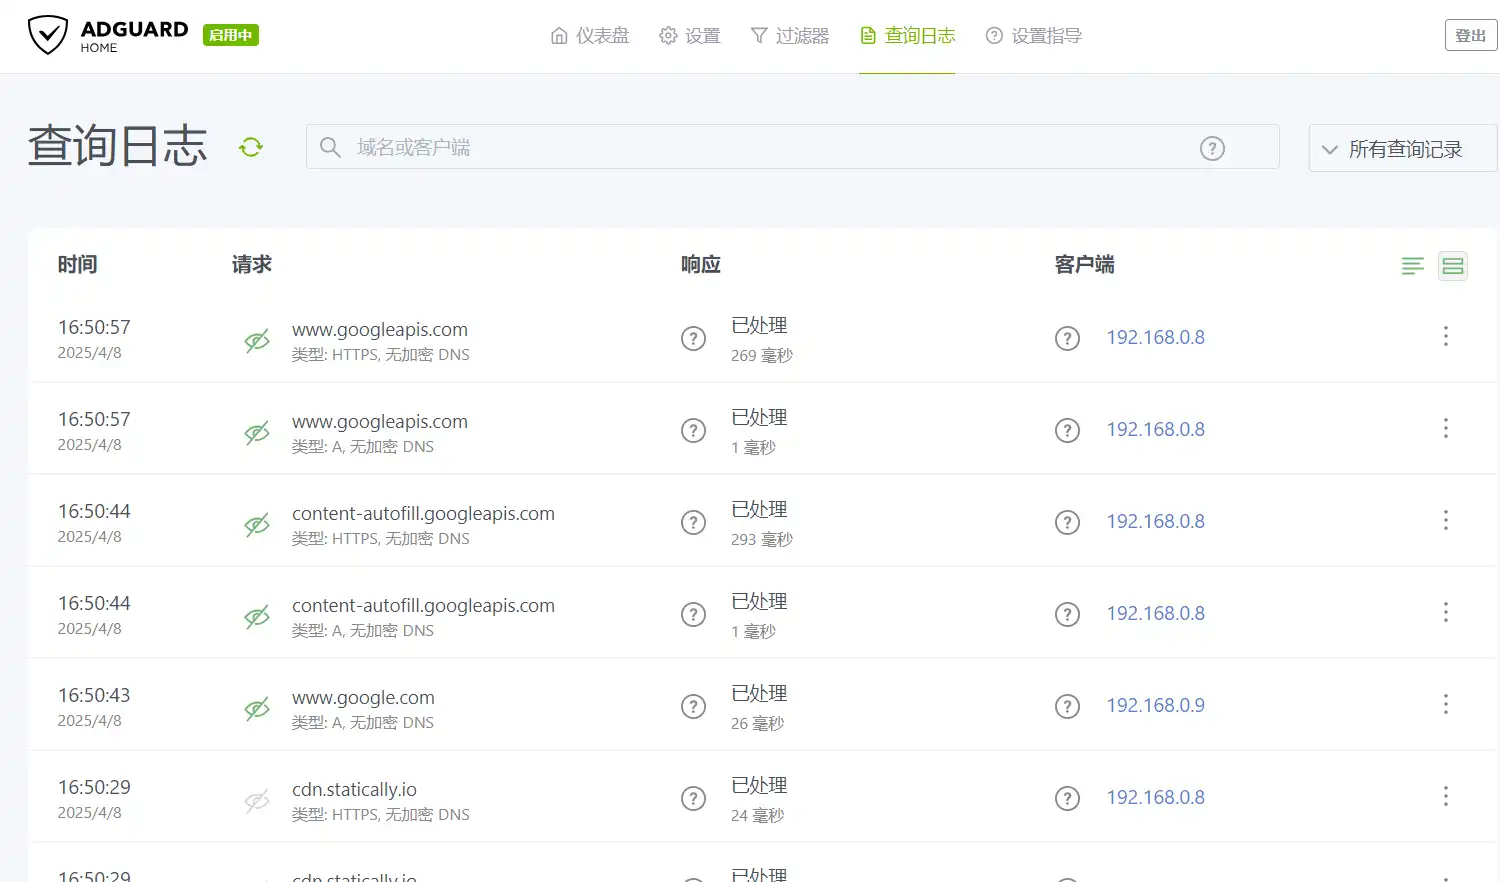 ADGUARD
HOME
启用中
仪表盘
设置
过滤器
查询日志
设置指导
登出
查询日志
域名或客户端
所有查询记录
时间 请求 响应 客户端
16:50:57 www.googleapis.com 已处理 192.168.0.8
2025/4/8 类型: HTTPS, 无加密 DNS 269 毫秒
16:50:57 www.googleapis.com 已处理 192.168.0.8
2025/4/8 类型: A, 无加密 DNS 1 毫秒
16:50:44 content-autofill.googleapis.com 已处理 192.168.0.8
2025/4/8 类型: HTTPS, 无加密 DNS 293 毫秒
16:50:44 content-autofill.googleapis.com 已处理 192.168.0.8
2025/4/8 类型: A, 无加密 DNS 1 毫秒
16:50:43 www.google.com 已处理 192.168.0.9
2025/4/8 类型: A, 无加密 DNS 26 毫秒
16:50:29 cdn.statically.io 已处理 192.168.0.8
2025/4/8 类型: HTTPS, 无加密 DNS 24 毫秒
16:50:29 cdn.statically.io 已处理